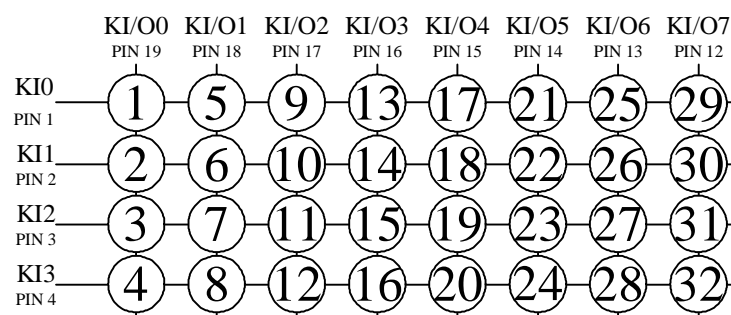 KI/O0 KI/O1 KI/O2 KI/O3 KI/O4 KI/O5 KI/O6 KI/O7
PIN 19 PIN 18 PIN 17 PIN 16 PIN 15 PIN 14 PIN 13 PIN 12
KI0 1 5 9 13 17 21 25 29
PIN 1
KI1 2 6 10 14 18 22 26 30
PIN 2
KI2 3 7 11 15 19 23 27 31
PIN 3
KI3 4 8 12 16 20 24 28 32
PIN 4